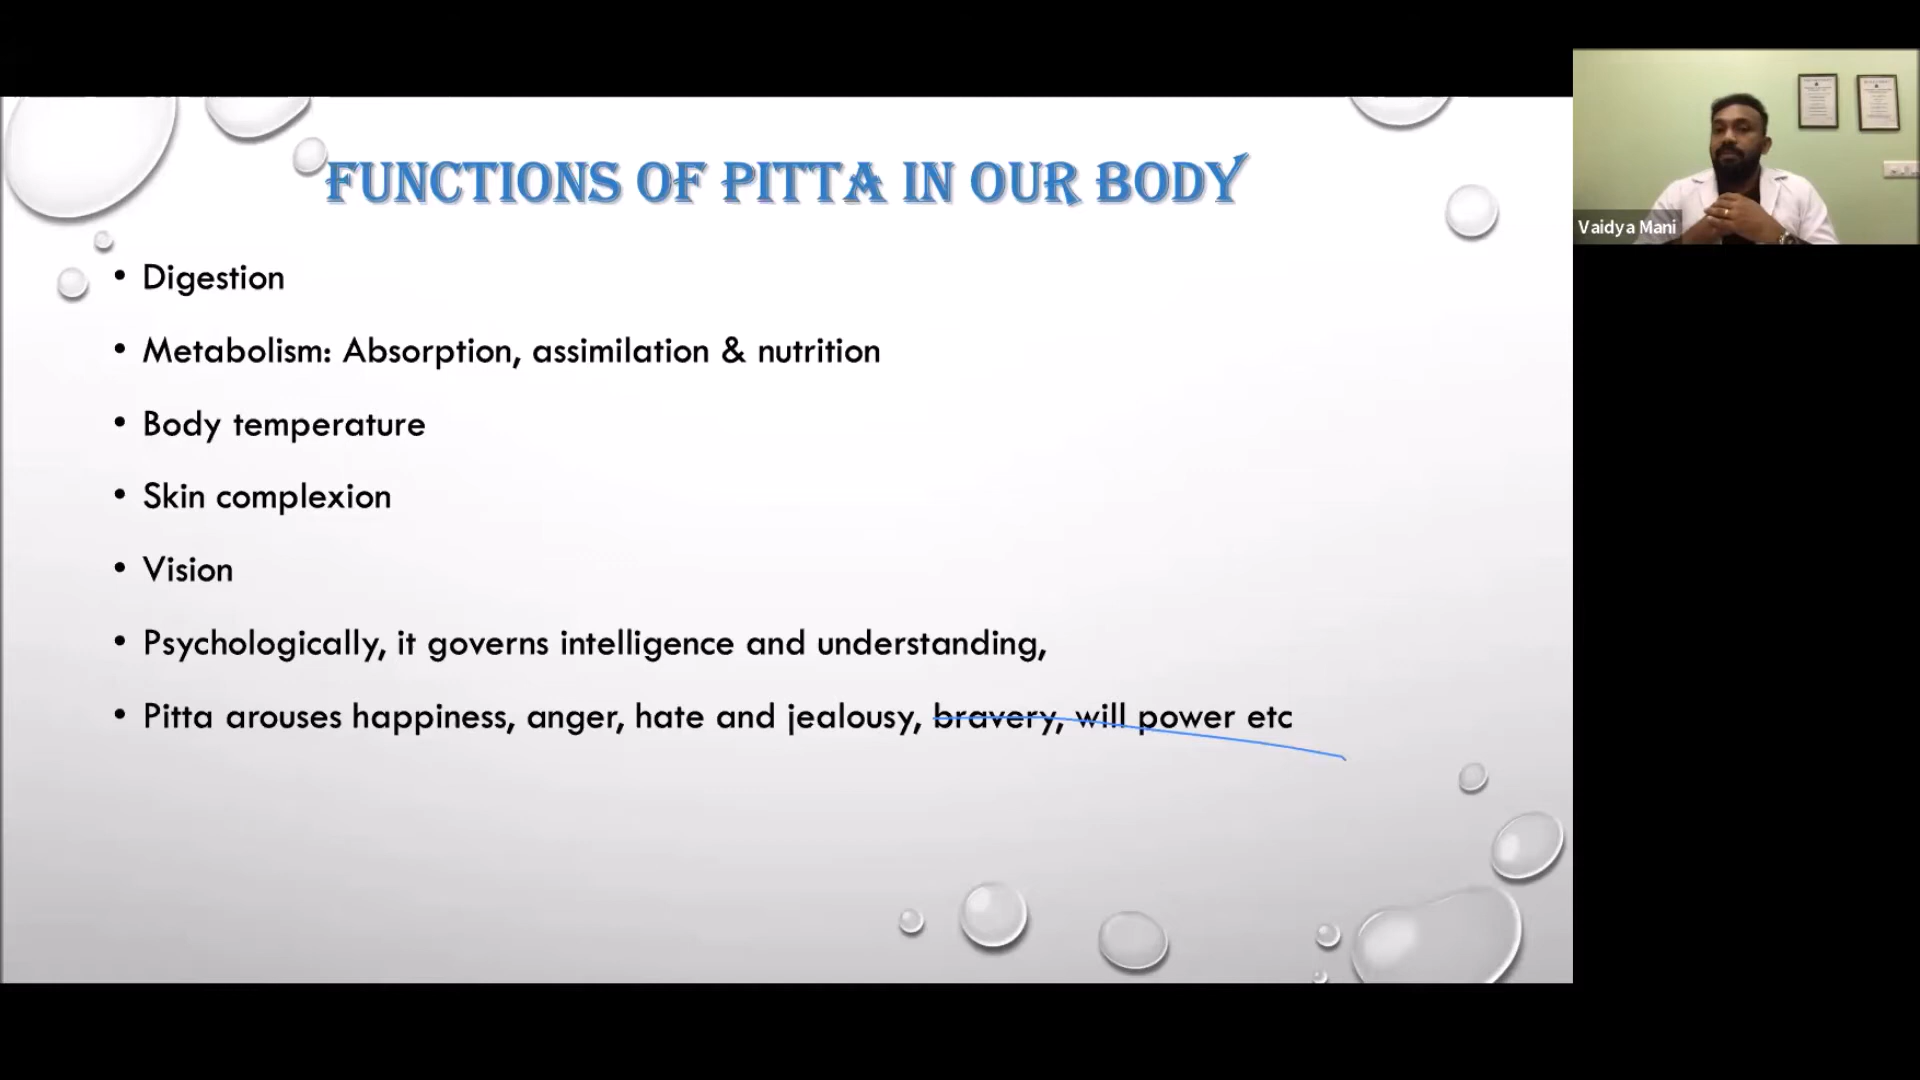 FUNCTIONS OF PITTA IN OUR BODY
• Digestion
• Metabolism: Absorption, assimilation & nutrition
• Body temperature
• Skin complexion
• Vision
• Psychologically, it governs intelligence and understanding,
• Pitta arouses happiness, anger, hate and jealousy, bravery, will power etc
Vaidya Mani